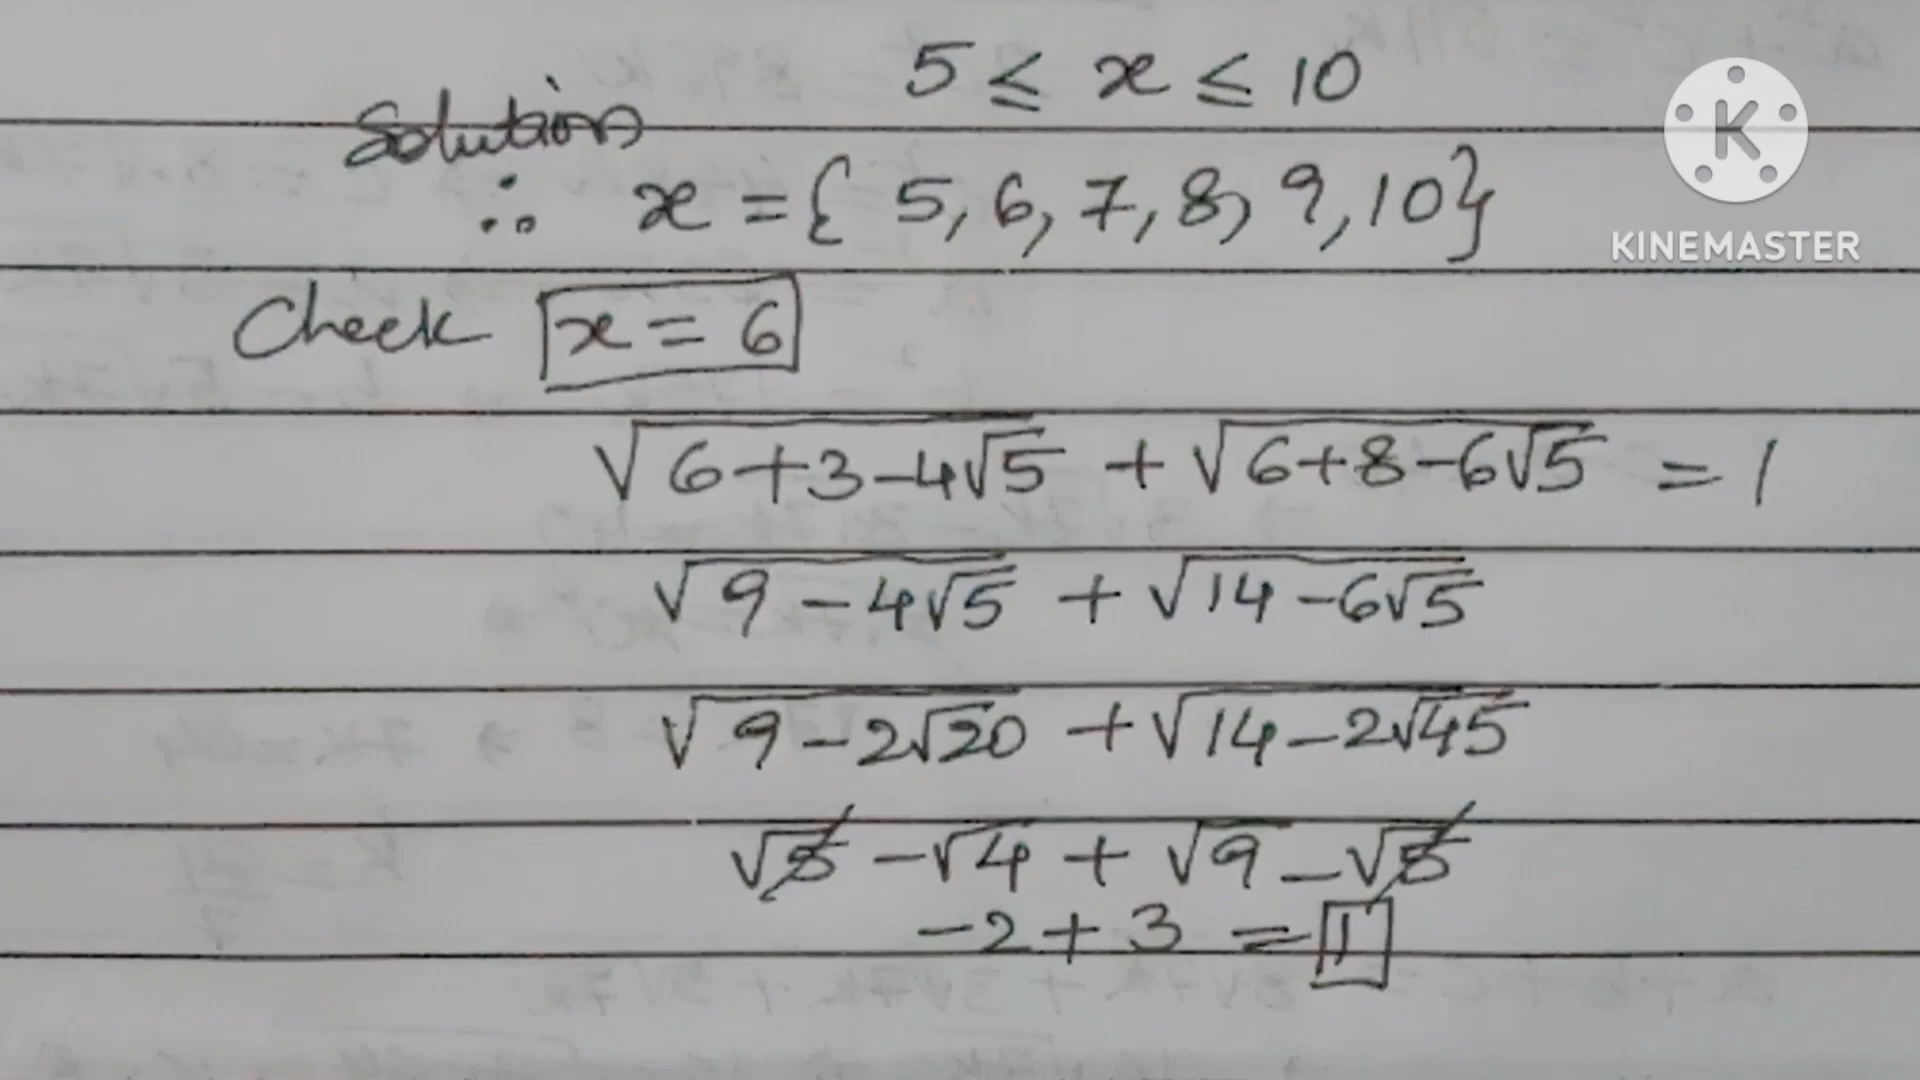 5 ≤ x ≤ 10
Solution
∴ x = { 5, 6, 7, 8, 9, 10}
KINEMASTER
Check x = 6
√(6+3-4√5) + √(6+8-6√5) = 1
√(9-4√5) + √(14-6√5)
√(9-2√20) + √(14-2√45)
√5 - √4 + √9 - √5
-2+3 = 1